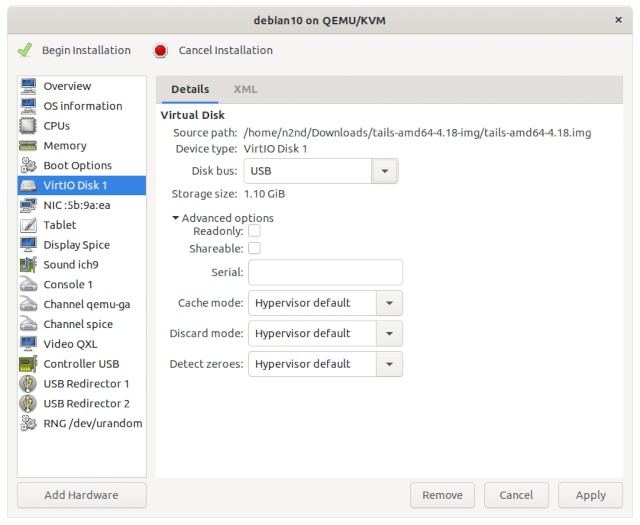 debian10 on QEMU/KVM
×
Begin Installation
Cancel Installation
Overview
OS information
CPUs
Memory
Boot Options
VirtIO Disk 1
NIC :5b:9a:ea
Tablet
Display Spice
Sound ich9
Console 1
Channel qemu-ga
Channel spice
Video QXL
Controller USB
USB Redirector 1
USB Redirector 2
RNG /dev/urandom
Add Hardware
Details XML
Virtual Disk
Source path: /home/n2nd/Downloads/tails-amd64-4.18-img/tails-amd64-4.18.img
Device type: VirtIO Disk 1
Disk bus: USB
Storage size: 1.10 GiB
Advanced options
Readonly:
Shareable:
Serial:
Cache mode: Hypervisor default
Discard mode: Hypervisor default
Detect zeroes: Hypervisor default
Remove Cancel Apply